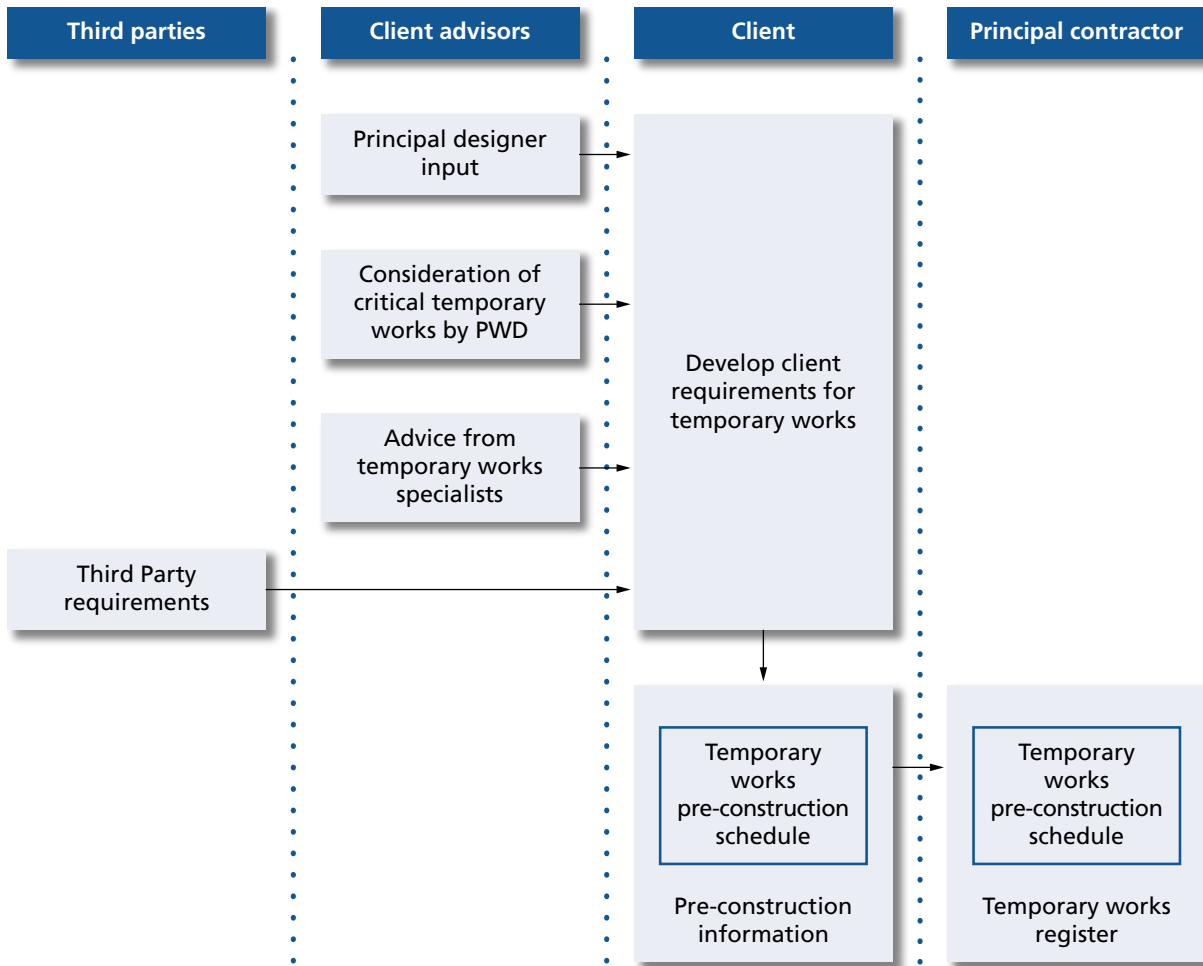 Third parties
Client advisors
Client
Principal contractor
Principal designer
input
Consideration of
critical temporary
works by PWD
Develop client
requirements for
temporary works
Advice from
temporary works
specialists
Third Party
requirements
Temporary
works
pre-construction
schedule
Pre-construction
information
Temporary
works
pre-construction
schedule
Temporary works
register